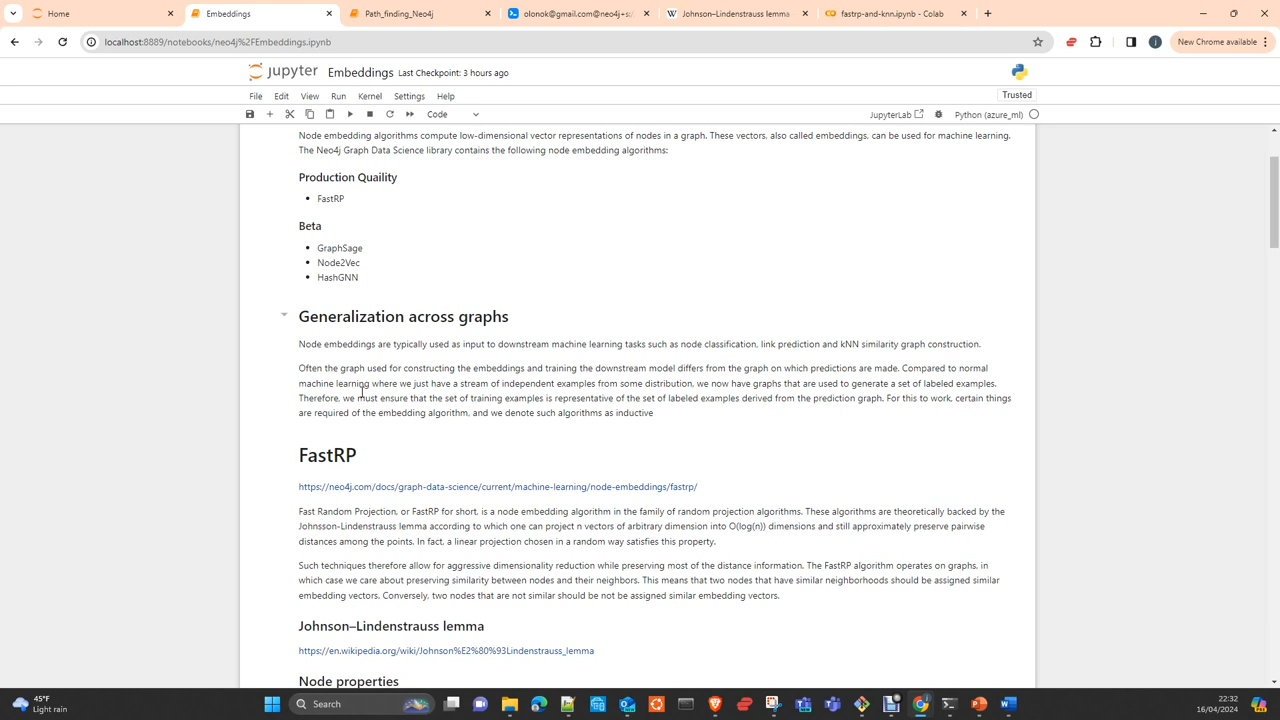 Home
Embeddings
Path_finding_Neo4j
olonok@gmail.com@neo4j+s:/
Johnson–Lindenstrauss lemma
fastrp-and-knn.ipynb - Colab
localhost:8889/notebooks/neo4j%2FEmbeddings.ipynb
New Chrome available
jupyter Embeddings Last Checkpoint: 3 hours ago
File Edit View Run Kernel Settings Help
Trusted
Code
JupyterLab
Python (azure_ml)
Node embedding algorithms compute low-dimensional vector representations of nodes in a graph. These vectors, also called embeddings, can be used for machine learning.
The Neo4j Graph Data Science library contains the following node embedding algorithms:
Production Quaility
• FastRP
Beta
• GraphSage
• Node2Vec
• HashGNN
Generalization across graphs
Node embeddings are typically used as input to downstream machine learning tasks such as node classification, link prediction and kNN similarity graph construction.
Often the graph used for constructing the embeddings and training the downstream model differs from the graph on which predictions are made. Compared to normal
machine learning where we just have a stream of independent examples from some distribution, we now have graphs that are used to generate a set of labeled examples.
Therefore, we must ensure that the set of training examples is representative of the set of labeled examples derived from the prediction graph. For this to work, certain things
are required of the embedding algorithm, and we denote such algorithms as inductive
FastRP
https://neo4j.com/docs/graph-data-science/current/machine-learning/node-embeddings/fastrp/
Fast Random Projection, or FastRP for short, is a node embedding algorithm in the family of random projection algorithms. These algorithms are theoretically backed by the
Johnsson-Lindenstrauss lemma according to which one can project n vectors of arbitrary dimension into O(log(n)) dimensions and still approximately preserve pairwise
distances among the points. In fact, a linear projection chosen in a random way satisfies this property.
Such techniques therefore allow for aggressive dimensionality reduction while preserving most of the distance information. The FastRP algorithm operates on graphs, in
which case we care about preserving similarity between nodes and their neighbors. This means that two nodes that have similar neighborhoods should be assigned similar
embedding vectors. Conversely, two nodes that are not similar should be not be assigned similar embedding vectors.
Johnson–Lindenstrauss lemma
https://en.wikipedia.org/wiki/Johnson%E2%80%93Lindenstrauss_lemma
Node properties
45°F
Light rain
Search
22:32
16/04/2024